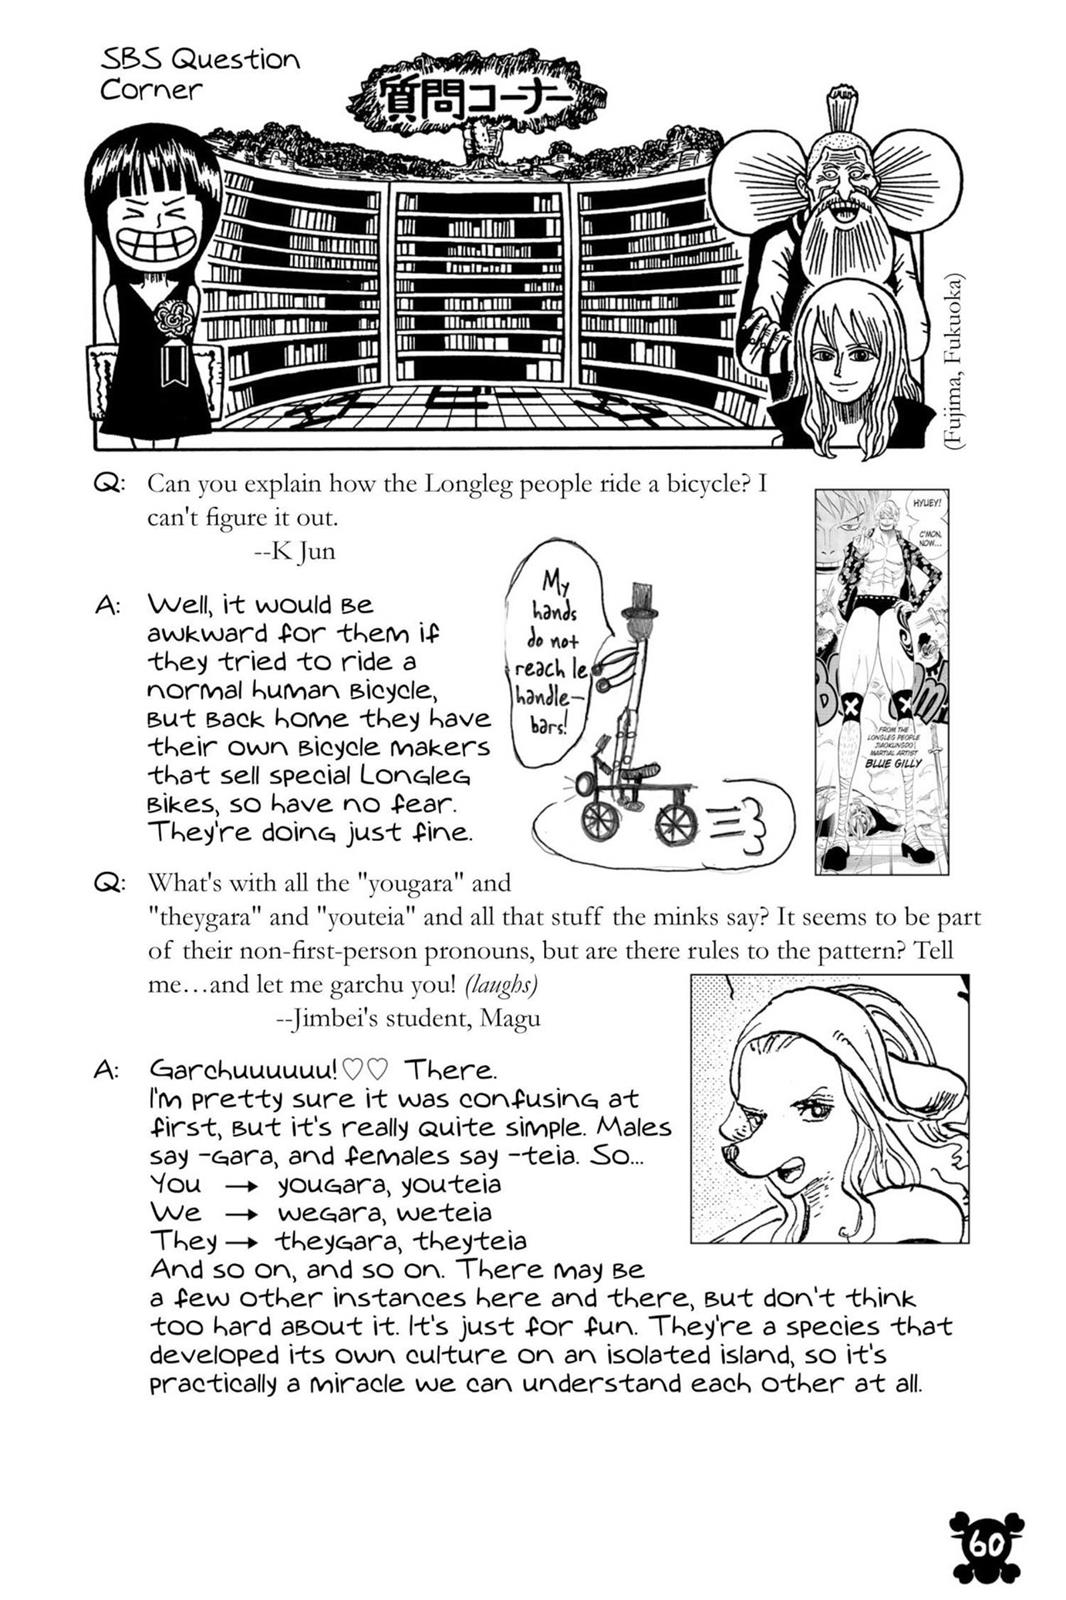 SBS Question
Corner
質問コーナー
(Fujima, Fukuoka)
Q: Can you explain how the Longleg people ride a bicycle? I
can't figure it out.
--K Jun
A: Well, it would be
awkward for them if
they tried to ride a
normal human bicycle,
but back home they have
their own bicycle makers
that sell special Longleg
Bikes, so have no fear.
They're doing just fine.
My
hands
do not
reach le
handle-
bars!
HYUEY!
C'MON,
NOW...
FROM THE
LONGLEG PEOPLE
JIAOKUNGDO
MARTIAL ARTIST
BLUE GILLY
Q: What's with all the "yougara" and
"theygara" and "youteia" and all that stuff the minks say? It seems to be part
of their non-first-person pronouns, but are there rules to the pattern? Tell
me…and let me garchu you! (laughs)
--Jimbei's student, Magu
A: Garchuuuuuu!♡♡ There.
I'm pretty sure it was confusing at
first, but it's really quite simple. Males
say -gara, and females say -teia. So...
You → yougara, youteia
We → wegara, weteia
They → theygara, theyteia
And so on, and so on. There may be
a few other instances here and there, but don't think
too hard about it. It's just for fun. They're a species that
developed its own culture on an isolated island, so it's
practically a miracle we can understand each other at all.
60